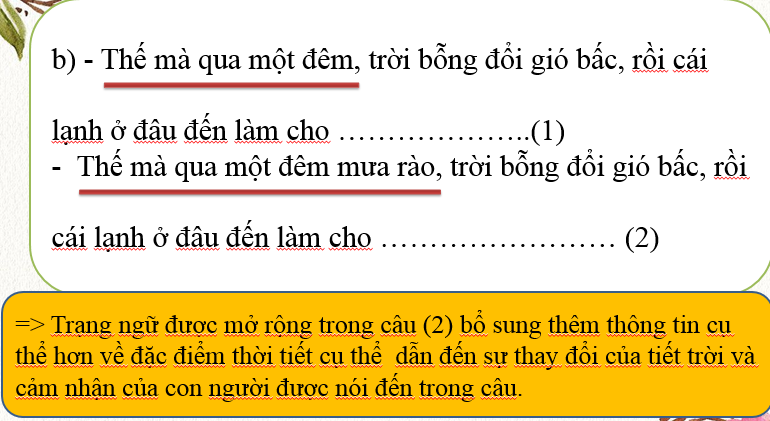 b) - Thế mà qua một đêm, trời bỗng đổi gió bấc, rồi cái
lạnh ở đâu đến làm cho …………………..(1)
- Thế mà qua một đêm mưa rào, trời bỗng đổi gió bấc, rồi
cái lạnh ở đâu đến làm cho …………………… (2)
=> Trạng ngữ được mở rộng trong câu (2) bổ sung thêm thông tin cụ
thể hơn về đặc điểm thời tiết cụ thể dẫn đến sự thay đổi của tiết trời và
cảm nhận của con người được nói đến trong câu.